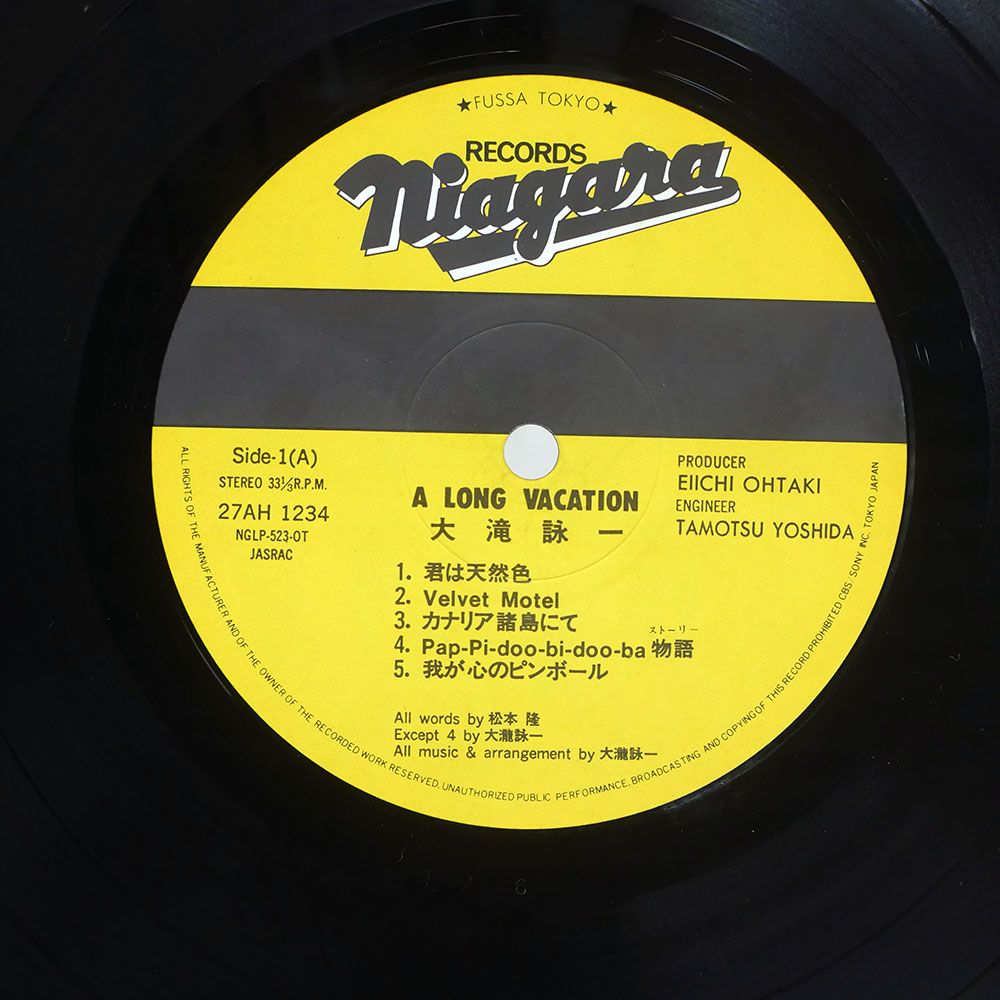 ★FUSSA TOKYO★
RECORDS
Niagara
Side-1(A)
STEREO 33⅓R.P.M.
27AH 1234
NGLP-523-OT
JASRAC
PRODUCER
EIICHI OHTAKI
ENGINEER
TAMOTSU YOSHIDA
A LONG VACATION
大滝詠一
1. 君は天然色
2. Velvet Motel
3. カナリア諸島にて
ストーリー
4. Pap-Pi-doo-bi-doo-ba 物語
5. 我が心のピンボール
All words by 松本 隆
Except 4 by 大瀧詠一
All music & arrangement by 大瀧詠一
ALL RIGHTS OF THE MANUFACTURER AND OF THE OWNER OF THE RECORDED WORK RESERVED. UNAUTHORIZED PUBLIC PERFORMANCE, BROADCASTING AND COPYING OF THIS RECORD PROHIBITED CBS/SONY INC. TOKYO JAPAN